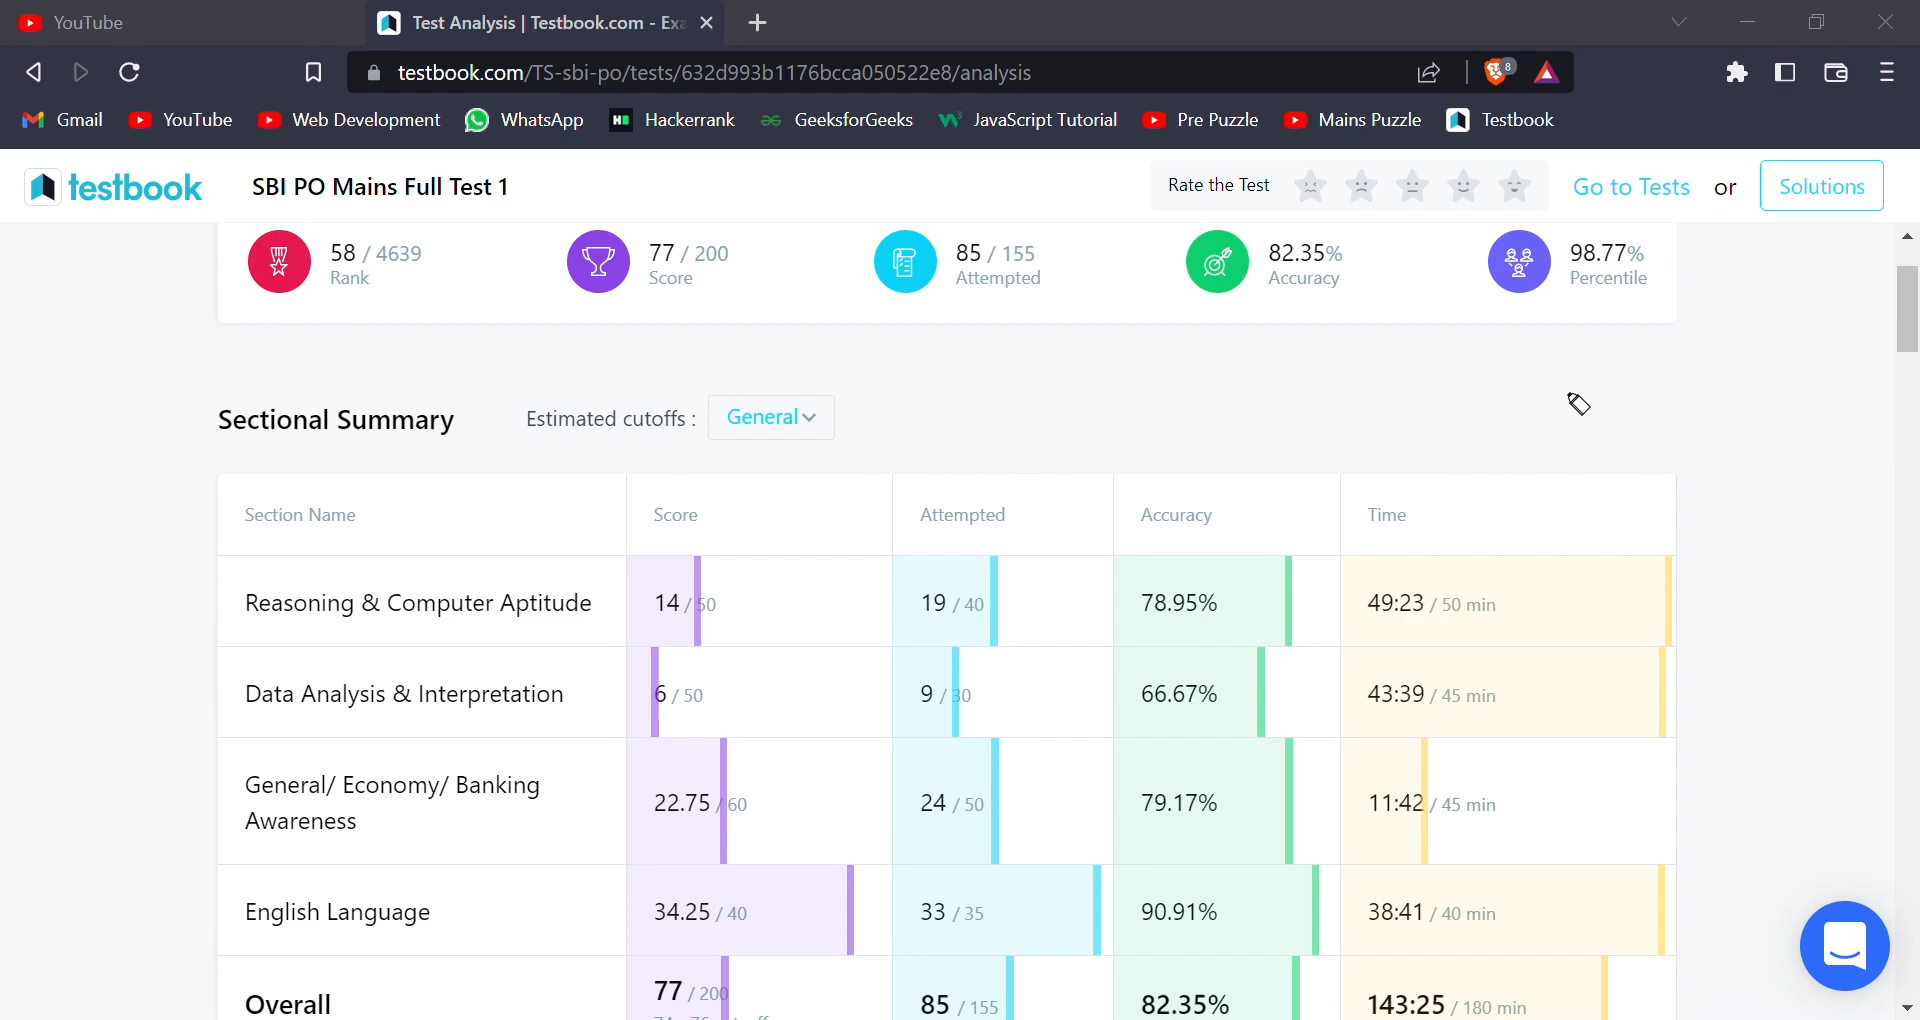 YouTube
Test Analysis | Testbook.com - Exa
testbook.com/TS-sbi-po/tests/632d993b1176bcca050522e8/analysis
8
Gmail YouTube Web Development WhatsApp Hackerrank GeeksforGeeks JavaScript Tutorial Pre Puzzle Mains Puzzle Testbook
testbook SBI PO Mains Full Test 1 Rate the Test Go to Tests or Solutions
58 / 4639 77 / 200 85 / 155 82.35% 98.77%
Rank Score Attempted Accuracy Percentile
Sectional Summary Estimated cutoffs : General
Section Name Score Attempted Accuracy Time
Reasoning & Computer Aptitude 14 / 50 19 / 40 78.95% 49:23 / 50 min
Data Analysis & Interpretation 6 / 50 9 / 30 66.67% 43:39 / 45 min
General/ Economy/ Banking
Awareness 22.75 / 60 24 / 50 79.17% 11:42 / 45 min
English Language 34.25 / 40 33 / 35 90.91% 38:41 / 40 min
Overall 77 / 200 85 / 155 82.35% 143:25 / 180 min